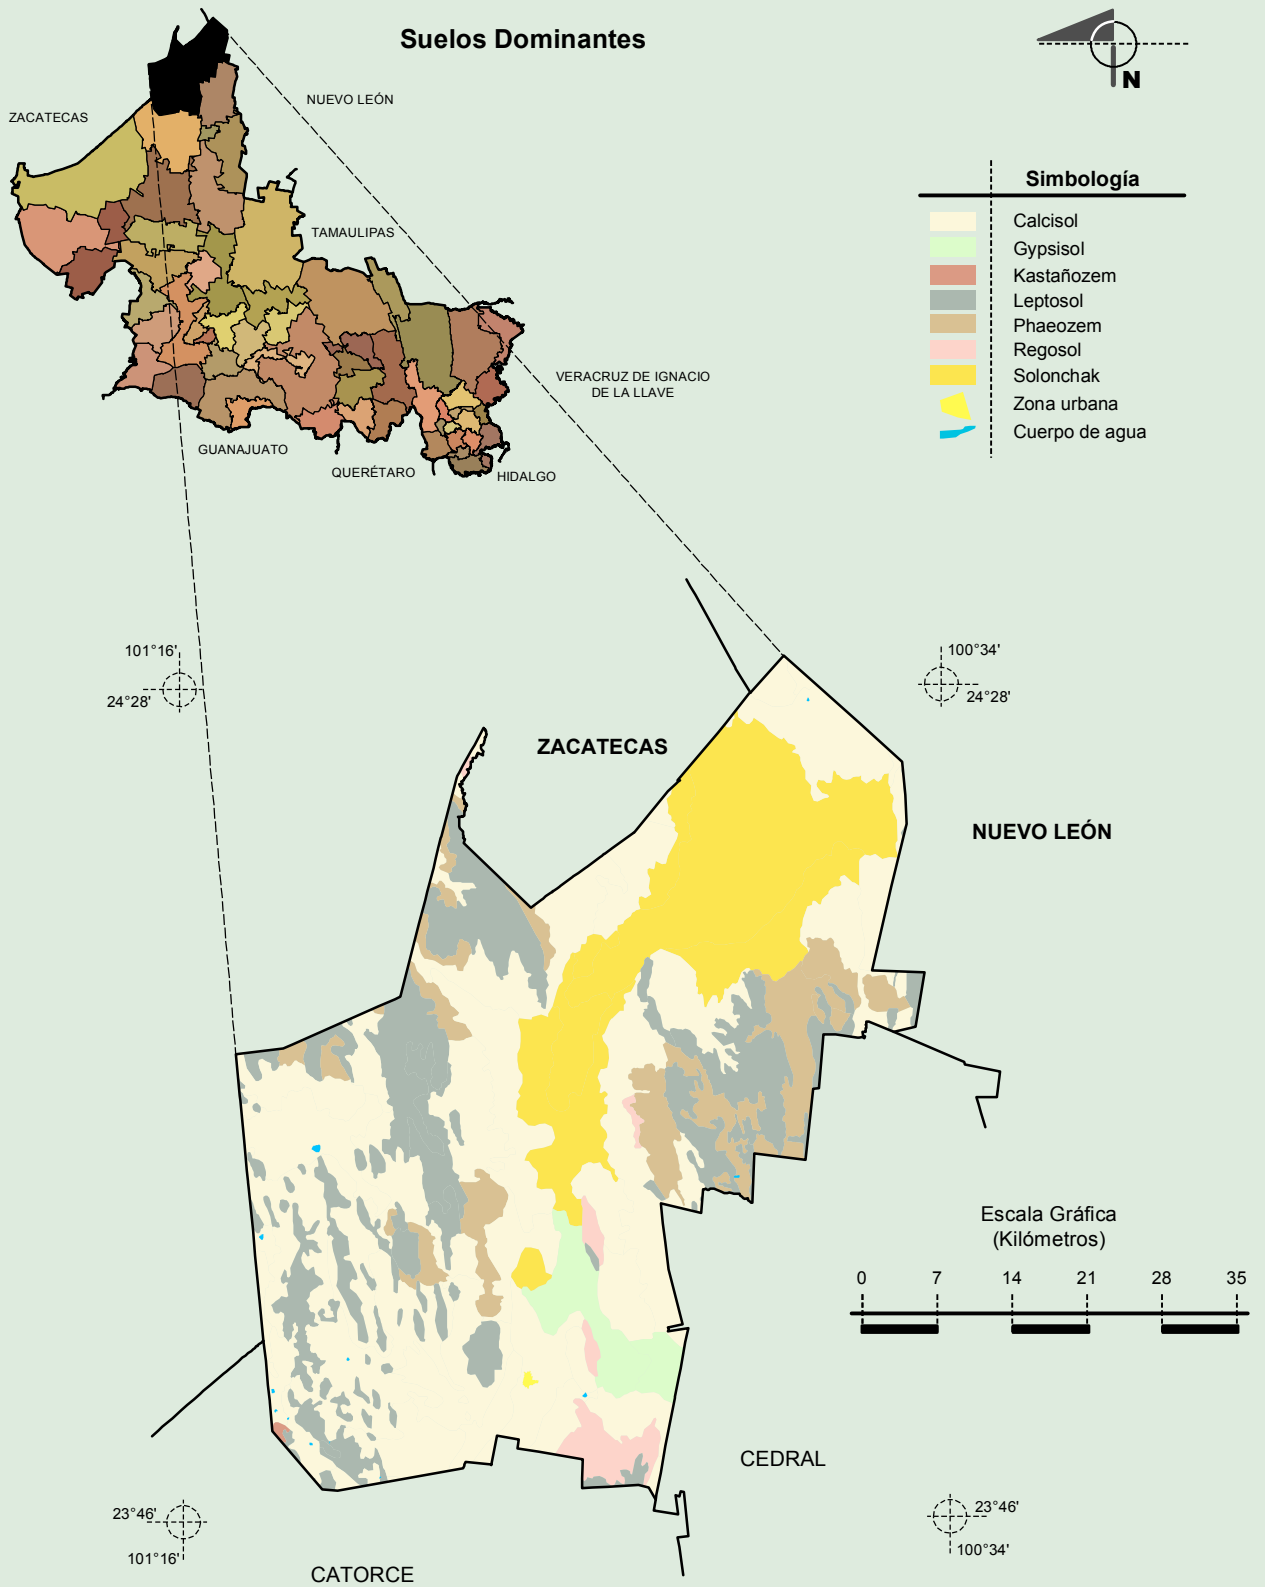 Suelos Dominantes
N
NUEVO LEÓN
ZACATECAS
TAMAULIPAS
VERACRUZ DE IGNACIO
DE LA LLAVE
GUANAJUATO
QUERÉTARO
HIDALGO
Simbología
Calcisol
Gypsisol
Kastañozem
Leptosol
Phaeozem
Regosol
Solonchak
Zona urbana
Cuerpo de agua
101°16'
24°28'
100°34'
24°28'
ZACATECAS
NUEVO LEÓN
Escala Gráfica
(Kilómetros)
0 7 14 21 28 35
CEDRAL
23°46'
101°16'
23°46'
100°34'
CATORCE